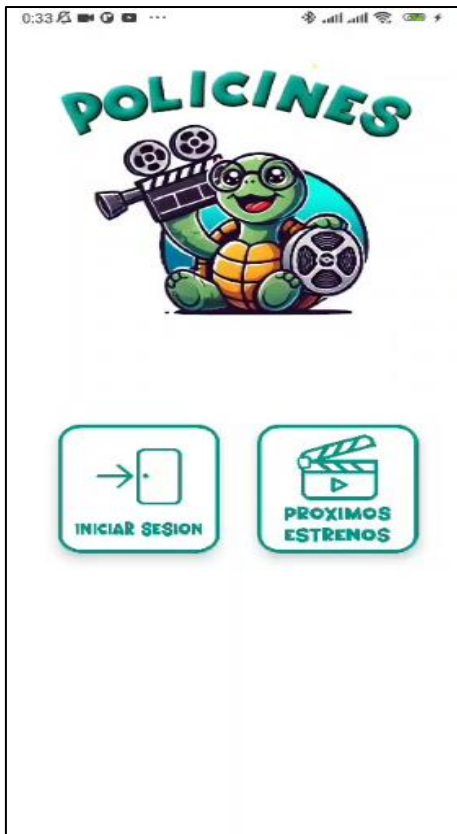 0:33
POLICINES
INICIAR SESION
PROXIMOS
ESTRENOS